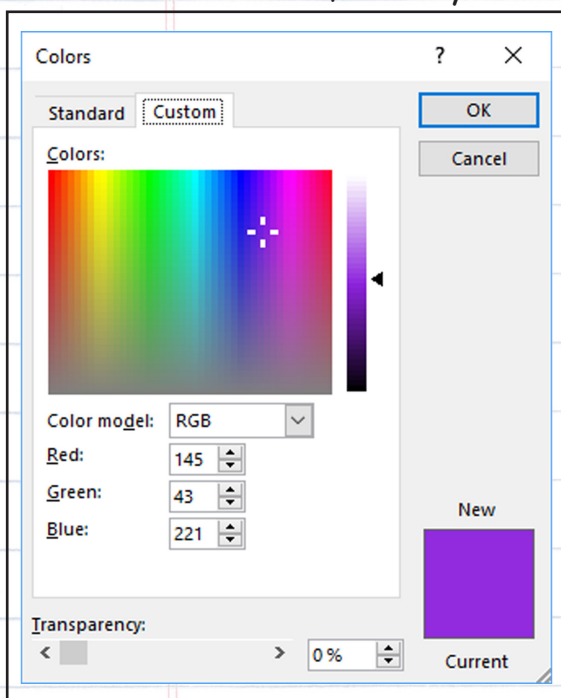 Colors ?
Standard Custom OK
Cancel
Colors:
Color model: RGB
Red: 145
Green: 43
Blue: 221
New
Transparency:
0 %
Current